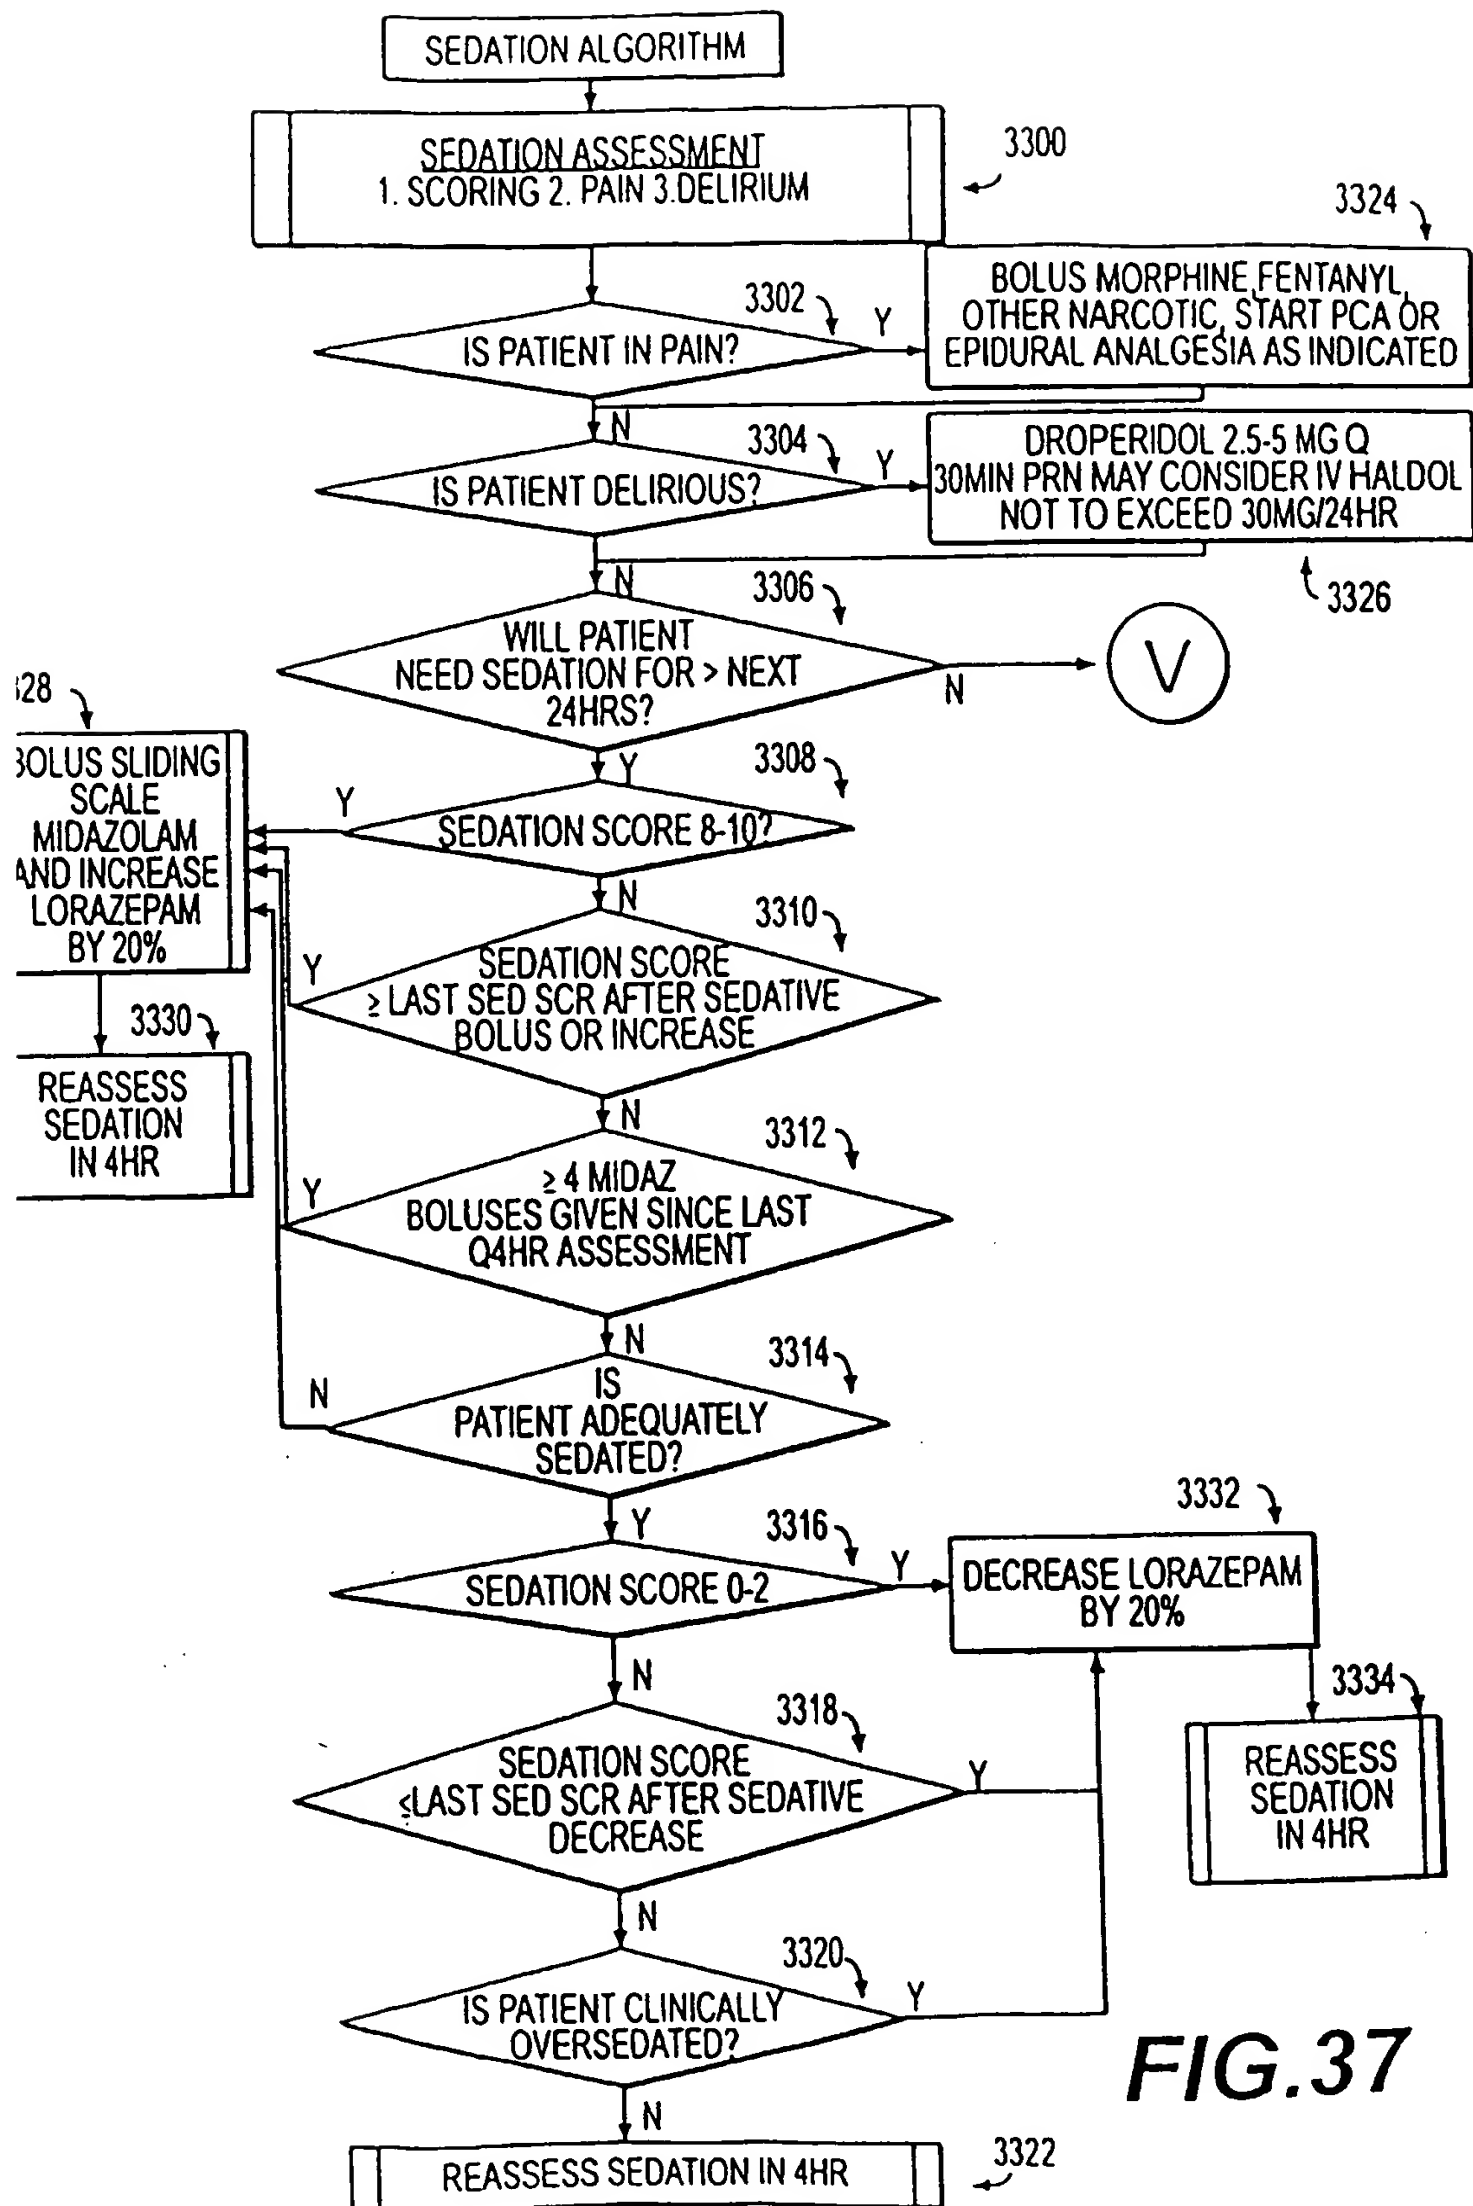 SEDATION ALGORITHM
SEDATION ASSESSMENT
1. SCORING 2. PAIN 3.DELIRIUM
3300
3324
BOLUS MORPHINE, FENTANYL,
OTHER NARCOTIC, START PCA OR
EPIDURAL ANALGESIA AS INDICATED
3302
Y
IS PATIENT IN PAIN?
N
3304
Y
IS PATIENT DELIRIOUS?
DROPERIDOL 2.5-5 MG Q
30MIN PRN MAY CONSIDER IV HALDOL
NOT TO EXCEED 30MG/24HR
3326
N
3306
WILL PATIENT
NEED SEDATION FOR > NEXT
24HRS?
N
V
Y
328
BOLUS SLIDING
SCALE
MIDAZOLAM
AND INCREASE
LORAZEPAM
BY 20%
3308
Y
SEDATION SCORE 8-10?
N
3310
Y
SEDATION SCORE
≥ LAST SED SCR AFTER SEDATIVE
BOLUS OR INCREASE
N
3330
REASSESS
SEDATION
IN 4HR
3312
Y
≥ 4 MIDAZ
BOLUSES GIVEN SINCE LAST
Q4HR ASSESSMENT
N
3314
N
IS
PATIENT ADEQUATELY
SEDATED?
Y
3316
Y
SEDATION SCORE 0-2
3332
DECREASE LORAZEPAM
BY 20%
N
3334
REASSESS
SEDATION
IN 4HR
3318
Y
SEDATION SCORE
≤LAST SED SCR AFTER SEDATIVE
DECREASE
N
3320
Y
IS PATIENT CLINICALLY
OVERSEDATED?
N
FIG.37
REASSESS SEDATION IN 4HR
3322